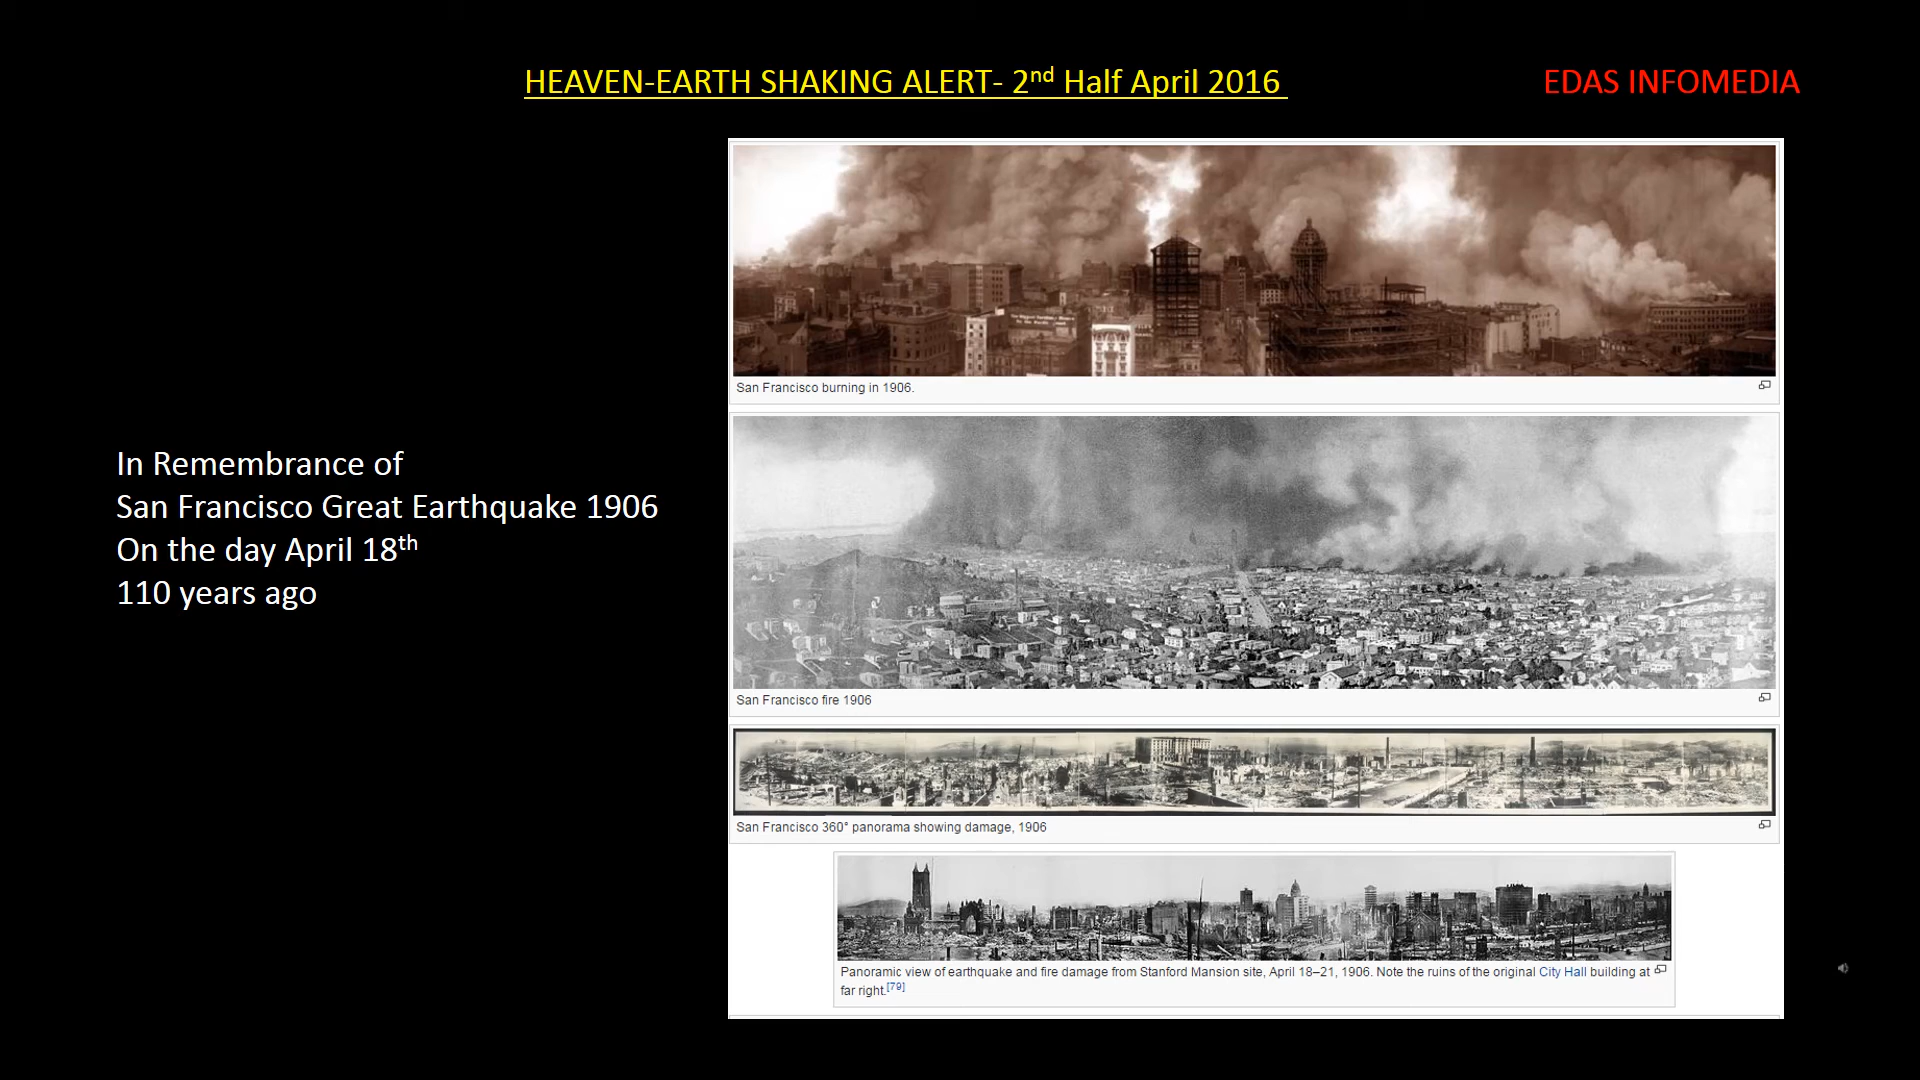 HEAVEN-EARTH SHAKING ALERT- 2nd Half April 2016
EDAS INFOMEDIA
In Remembrance of
San Francisco Great Earthquake 1906
On the day April 18th
110 years ago
San Francisco burning in 1906.
San Francisco fire 1906
San Francisco 360° panorama showing damage, 1906
Panoramic view of earthquake and fire damage from Stanford Mansion site, April 18–21, 1906. Note the ruins of the original City Hall building at
far right.[79]